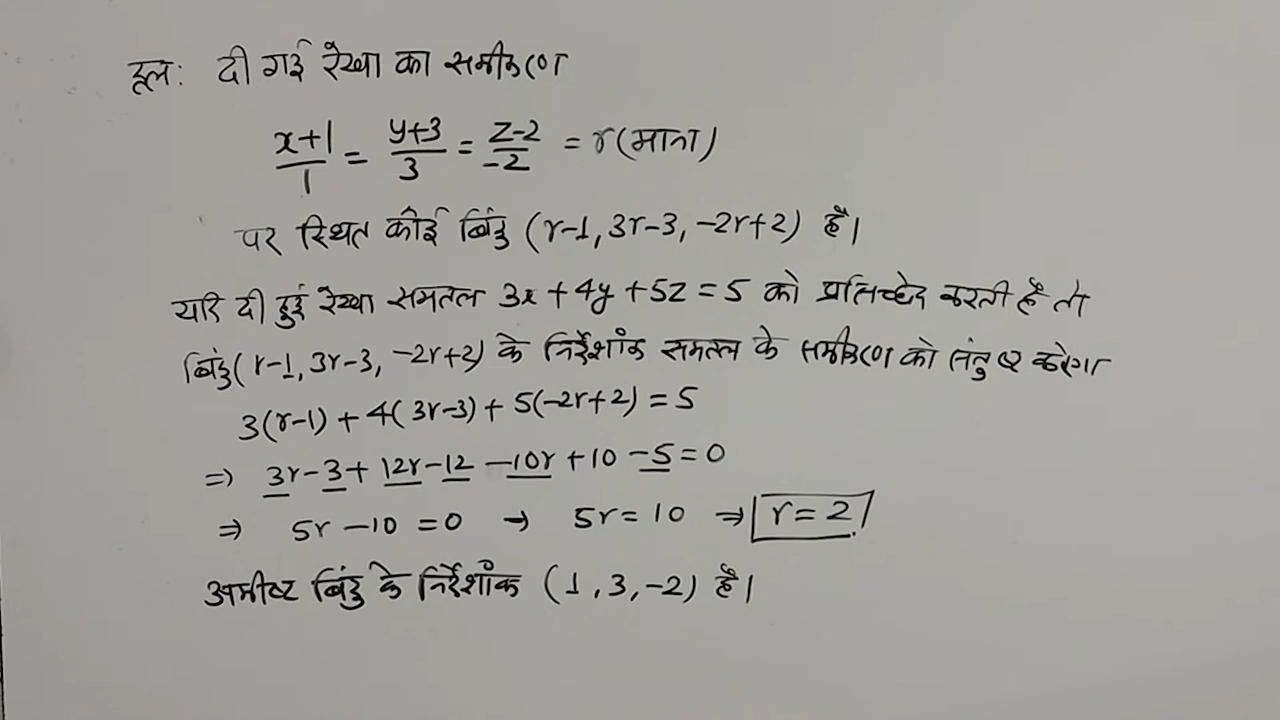 हल: दी गई रेखा का समीकरण
x+1/1 = y+3/3 = z-2/-2 = r(माना)
पर स्थित कोई बिंदु (r-1, 3r-3, -2r+2) है।
यदि दी हुई रेखा समतल 3x+4y+5z=5 को प्रतिच्छेद करती है तो
बिंदु(r-1, 3r-3, -2r+2) के निर्देशांक समतल के समीकरण को संतुष्ट करेगा
3(r-1)+4(3r-3)+5(-2r+2)=5
⇒ 3r-3+12r-12-10r+10-5=0
⇒ 5r-10=0 → 5r=10 ⇒ r=2
अभीष्ट बिंदु के निर्देशांक (1,3,-2) है।